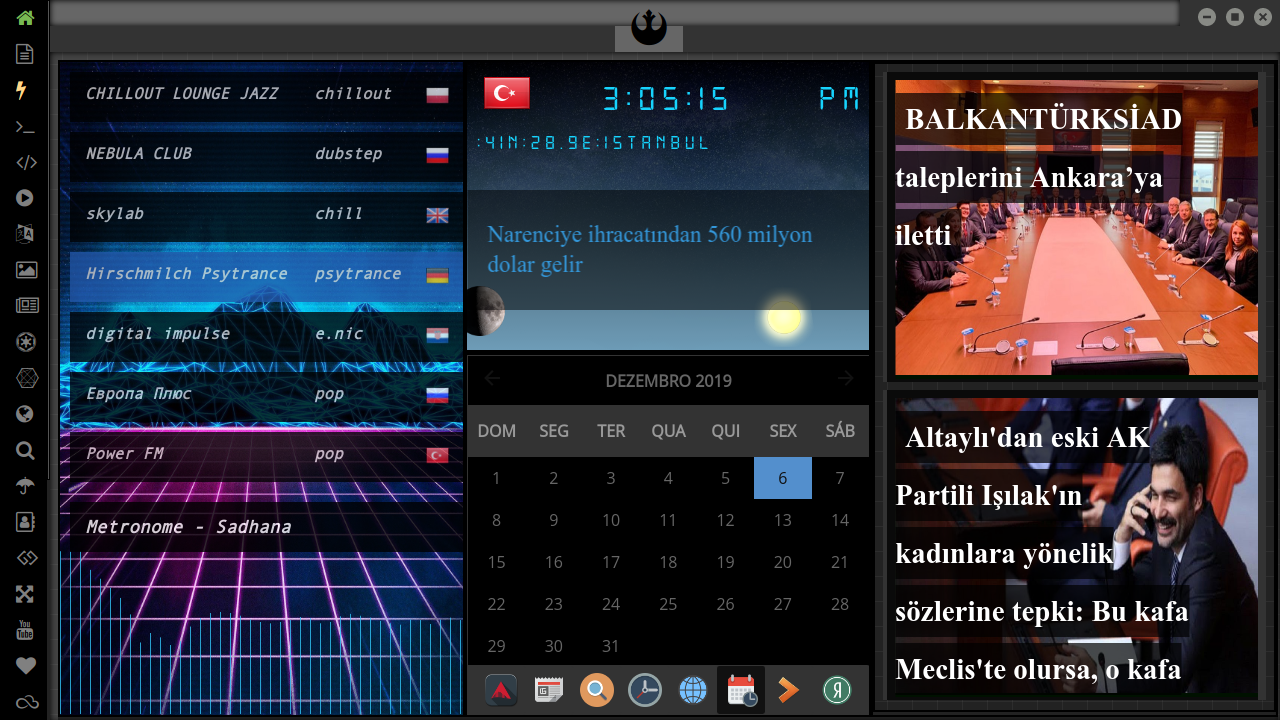 CHILLOUT LOUNGE JAZZ chillout
NEBULA CLUB dubstep
skylab chill
Hirschmilch Psytrance psytrance
digital impulse e.nic
Европа Плюс pop
Power FM pop
Metronome - Sadhana
3:05:15 PM
:41N:28.9E:ISTANBUL
Narenciye ihracatından 560 milyon
dolar gelir
DEZEMBRO 2019
DOM SEG TER QUA QUI SEX SÁB
1 2 3 4 5 6 7
8 9 10 11 12 13 14
15 16 17 18 19 20 21
22 23 24 25 26 27 28
29 30 31
BALKANTÜRKSİAD
taleplerini Ankara’ya
iletti
Altaylı'dan eski AK
Partili Işılak'ın
kadınlara yönelik
sözlerine tepki: Bu kafa
Meclis'te olursa, o kafa
You
Tube
Я